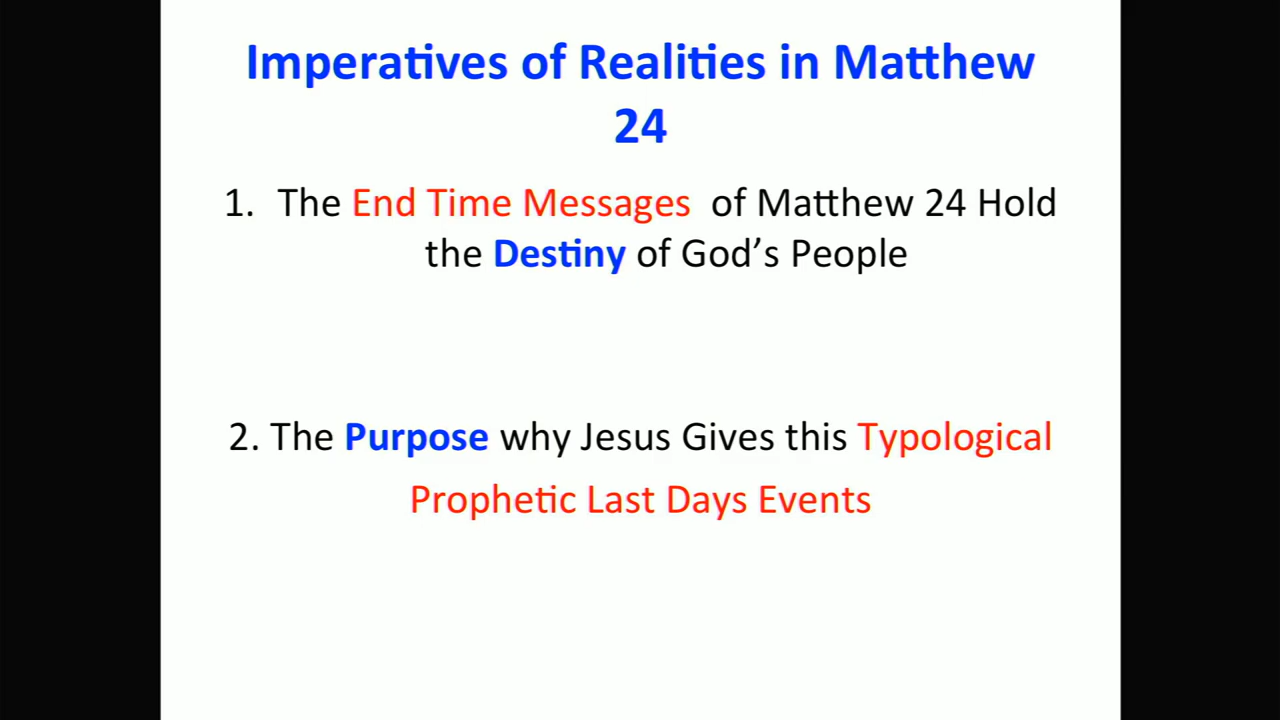 Imperatives of Realities in Matthew
24
1. The End Time Messages of Matthew 24 Hold
the Destiny of God’s People
2. The Purpose why Jesus Gives this Typological
Prophetic Last Days Events